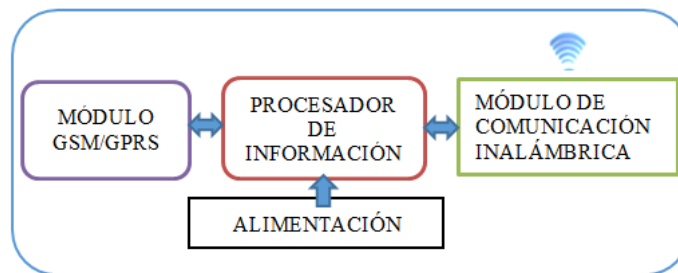 MÓDULO
GSM/GPRS
PROCESADOR
DE
INFORMACIÓN
MÓDULO DE
COMUNICACIÓN
INALÁMBRICA
ALIMENTACIÓN